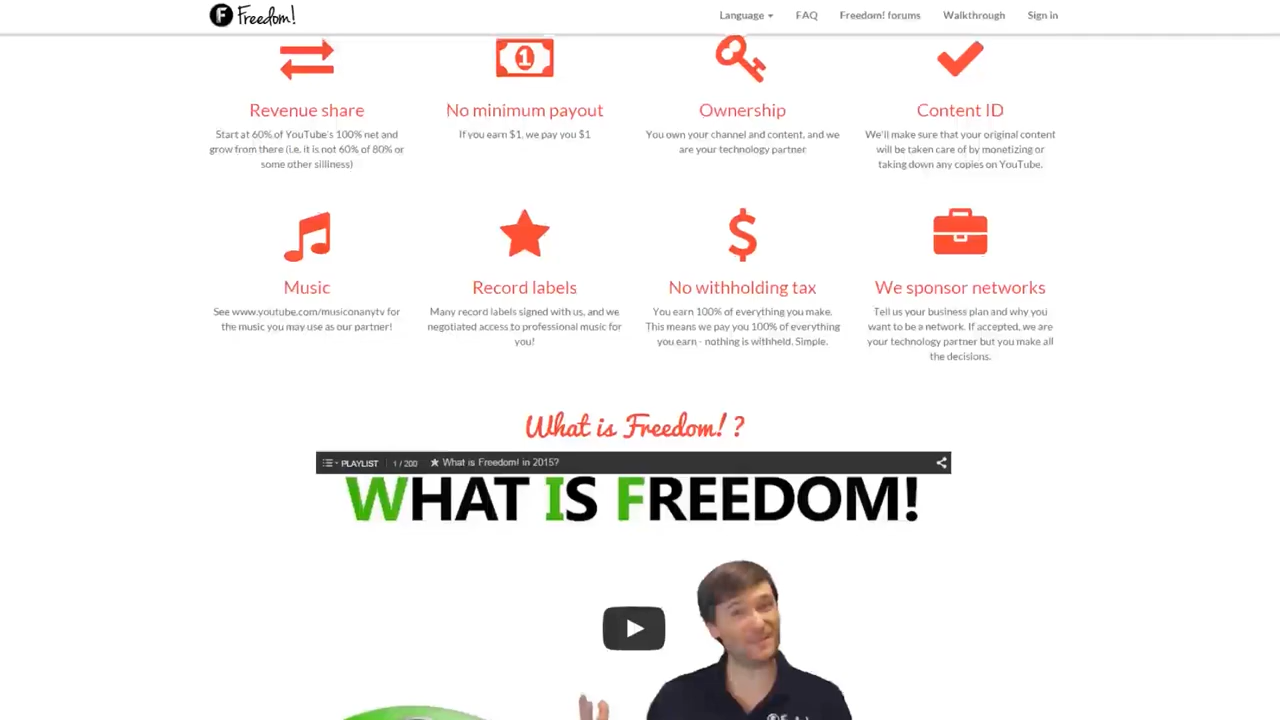 Freedom!
Language
FAQ
Freedom! forums
Walkthrough
Sign in
1
Revenue share
Start at 60% of YouTube's 100% net and
grow from there (i.e. it is not 60% of 80% or
some other silliness)
No minimum payout
If you earn $1, we pay you $1
Ownership
You own your channel and content, and we
are your technology partner
Content ID
We'll make sure that your original content
will be taken care of by monetizing or
taking down any copies on YouTube.
Music
See www.youtube.com/musiconanytv for
the music you may use as our partner!
Record labels
Many record labels signed with us, and we
negotiated access to professional music for
you!
$
No withholding tax
You earn 100% of everything you make.
This means we pay you 100% of everything
you earn - nothing is withheld. Simple.
We sponsor networks
Tell us your business plan and why you
want to be a network. If accepted, we are
your technology partner but you make all
the decisions.
What is Freedom! ?
PLAYLIST 1 / 200 ★ What is Freedom! in 2015?
WHAT IS FREEDOM!